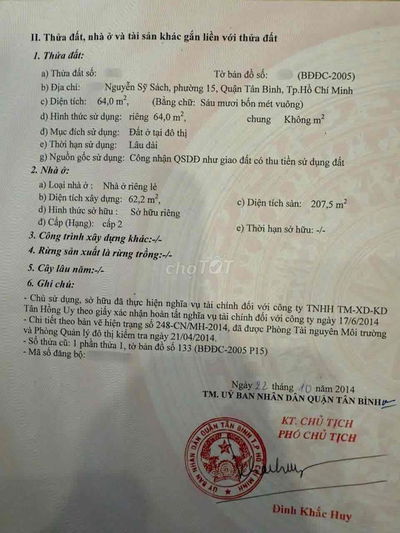 II. Thửa đất, nhà ở và tài sản khác gắn liền với thửa đất
1. Thửa đất:
a) Thửa đất số: Tờ bản đồ số: (BĐĐC-2005)
b) Địa chỉ: Nguyễn Sỹ Sách, phường 15, Quận Tân Bình, Tp.Hồ Chí Minh
c) Diện tích: 64,0 m², (Bằng chữ: Sáu mươi bốn mét vuông)
d) Hình thức sử dụng: riêng 64,0 m², chung Không m²
đ) Mục đích sử dụng: Đất ở tại đô thị
e) Thời hạn sử dụng: Lâu dài
g) Nguồn gốc sử dụng: Công nhận QSDĐ như giao đất có thu tiền sử dụng đất
2. Nhà ở:
a) Loại nhà ở : Nhà ở riêng lẻ
b) Diện tích xây dựng: 62,2 m², c) Diện tích sàn: 207,5 m²
d) Hình thức sở hữu : Sở hữu riêng
đ) Cấp (Hạng): cấp 2 e) Thời hạn sở hữu: -/-
3. Công trình xây dựng khác:-/-
4. Rừng sản xuất là rừng trồng:-/-
choTỐT
5. Cây lâu năm:-/-
6. Ghi chú:
- Chủ sử dụng, sở hữu đã thực hiện nghĩa vụ tài chính đối với công ty TNHH TM-XD-KD
Tân Hồng Uy theo giấy xác nhận hoàn tất nghĩa vụ tài chính đối với công ty ngày 17/6/2014
- Chi tiết theo bản vẽ hiện trạng số 248-CN/MH-2014, đã được Phòng Tài nguyên Môi trường
và Phòng Quản lý đô thị kiểm tra ngày 21/04/2014.
- Số thửa cũ: 1 phần thửa 1, tờ bản đồ số 133 (BĐĐC-2005 P15)
- Mã số đăng bộ:
Ngày 22 tháng 10 năm 2014
TM. UỶ BAN NHÂN DÂN QUẬN TÂN BÌNH
KT. CHỦ TỊCH
PHÓ CHỦ TỊCH
ỦY BAN NHÂN DÂN QUẬN TÂN BÌNH T.P HỒ CHÍ MINH
Đinh Khắc Huy